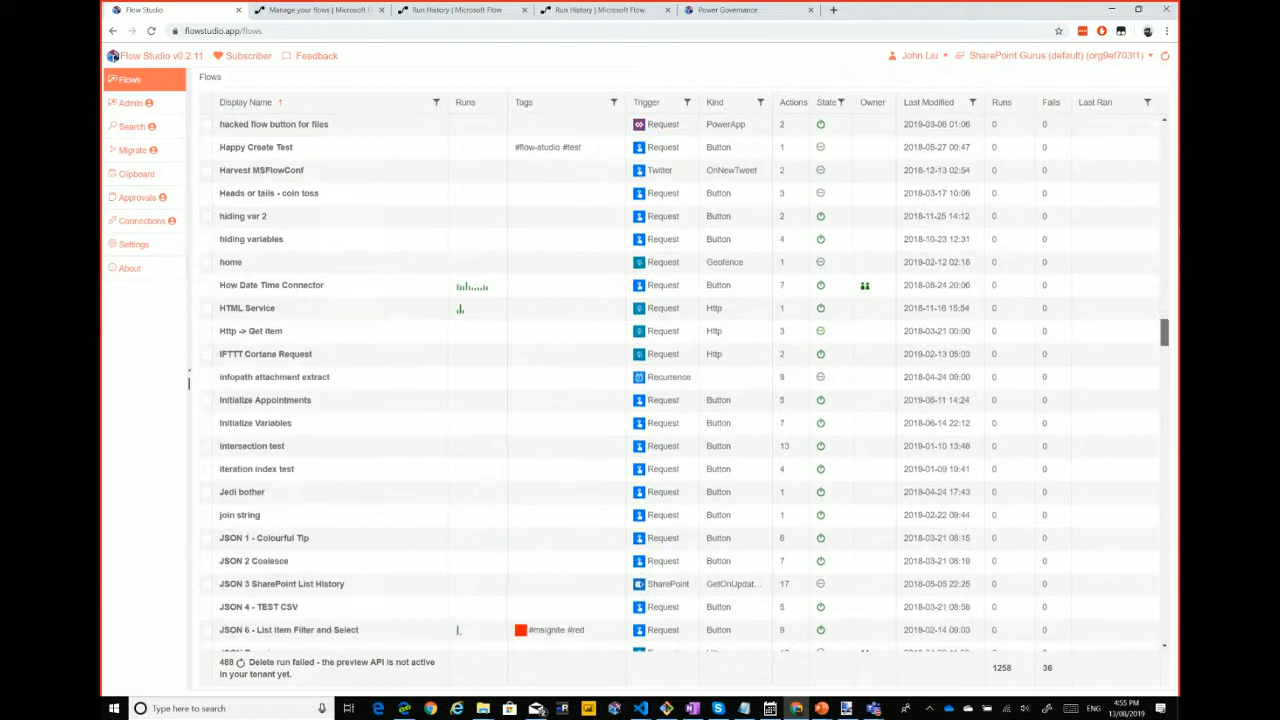 Flow Studio
Manage your flows | Microsoft F
Run History | Microsoft Flow
Run History | Microsoft Flow
Power Governance
flowstudio.app/flows
Flow Studio v0.2.11 Subscriber Feedback
John Liu SharePoint Gurus (default) (org9ef703f1)
Flows
Admin
Search
Migrate
Clipboard
Approvals
Connections
Settings
About
Flows
Display Name Runs Tags Trigger Kind Actions State Owner Last Modified Runs Fails Last Ran
hacked flow button for files Request PowerApp 2 2019-03-06 01:06 0 0
Happy Create Test #flow-studio #test Request Button 1 2018-05-27 00:47 0 0
Harvest MSFlowConf Twitter OnNewTweet 2 2018-12-13 02:54 0 0
Heads or tails - coin toss Request Button 3 2018-03-17 10:06 0 0
hiding var 2 Request Button 2 2018-11-25 14:12 0 0
hiding variables Request Button 4 2018-10-23 12:31 0 0
home Request Geofence 1 2019-02-12 02:18 0 0
How Date Time Connector Request Button 7 2018-08-24 20:06 0 0
HTML Service Request Http 1 2018-11-16 15:54 0 0
Http -> Get item Request Http 3 2018-03-21 00:00 0 0
IFTTT Cortana Request Request Http 2 2018-02-13 05:03 0 0
infopath attachment extract Recurrence 9 2018-04-24 09:00 0 0
Initialize Appointments Request Button 5 2019-06-11 14:24 0 0
Initialize Variables Request Button 7 2018-06-14 22:12 0 0
intersection test Request Button 13 2019-01-10 13:46 0 0
iteration index test Request Button 4 2019-01-09 19:41 0 0
Jedi bother Request Button 1 2018-04-24 17:43 0 0
join string Request Button 1 2019-02-22 09:44 0 0
JSON 1 - Colourful Tip Request Button 6 2018-03-21 08:15 0 0
JSON 2 Coalesce Request Button 7 2018-03-21 08:18 0 0
JSON 3 SharePoint List History SharePoint GetOnUpdat... 17 2018-05-05 22:25 0 0
JSON 4 - TEST CSV Request Button 5 2018-03-21 08:58 0 0
JSON 6 - List Item Filter and Select #msignite #red Request Button 9 2019-02-14 09:03 0 0
488 Delete run failed - the preview API is not active
in your tenant yet.
1258 36
Type here to search
4:55 PM
13/08/2019